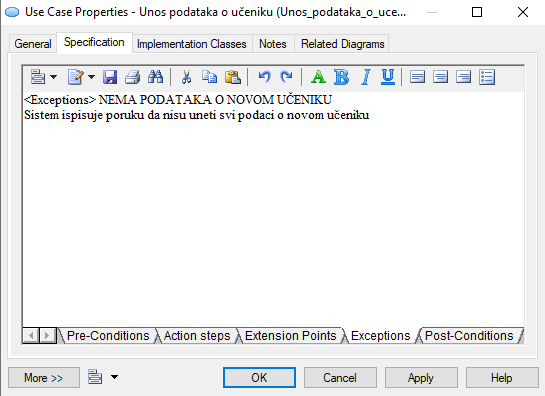 Use Case Properties - Unos podataka o učeniku (Unos_podataka_o_uce...
General Specification Implementation Classes Notes Related Diagrams
A B I U
<Exceptions> NEMA PODATAKA O NOVOM UČENIKU
Sistem ispisuje poruku da nisu uneti svi podaci o novom učeniku
Pre-Conditions Action steps Extension Points Exceptions Post-Conditions
More >> OK Cancel Apply Help